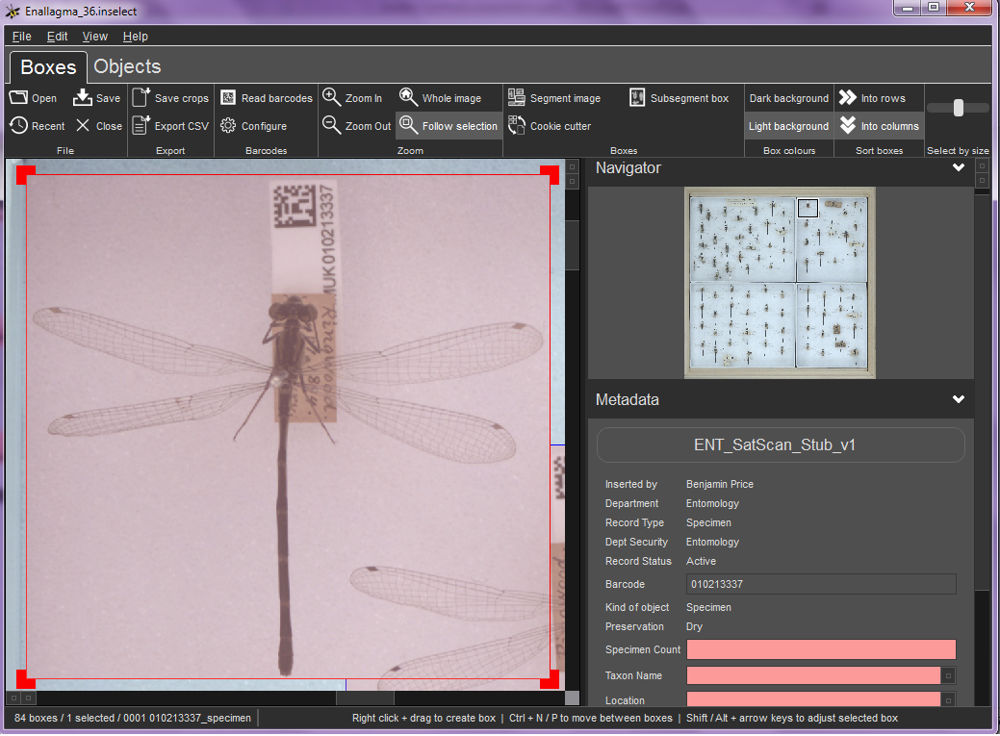 Enallagma_36.inselect
File Edit View Help
Boxes Objects
Open Save Save crops Read barcodes Zoom In Whole image Segment image Subsegment box Dark background Into rows
Recent Close Export CSV Configure Zoom Out Follow selection Cookie cutter Light background Into columns
File Export Barcodes Zoom Boxes Box colours Sort boxes Select by size
MUK010213337
Navigator
Metadata
ENT_SatScan_Stub_v1
Inserted by Benjamin Price
Department Entomology
Record Type Specimen
Dept Security Entomology
Record Status Active
Barcode 010213337
Kind of object Specimen
Preservation Dry
Specimen Count
Taxon Name
Location
84 boxes / 1 selected / 0001 010213337_specimen
Right click + drag to create box | Ctrl + N / P to move between boxes | Shift / Alt + arrow keys to adjust selected box